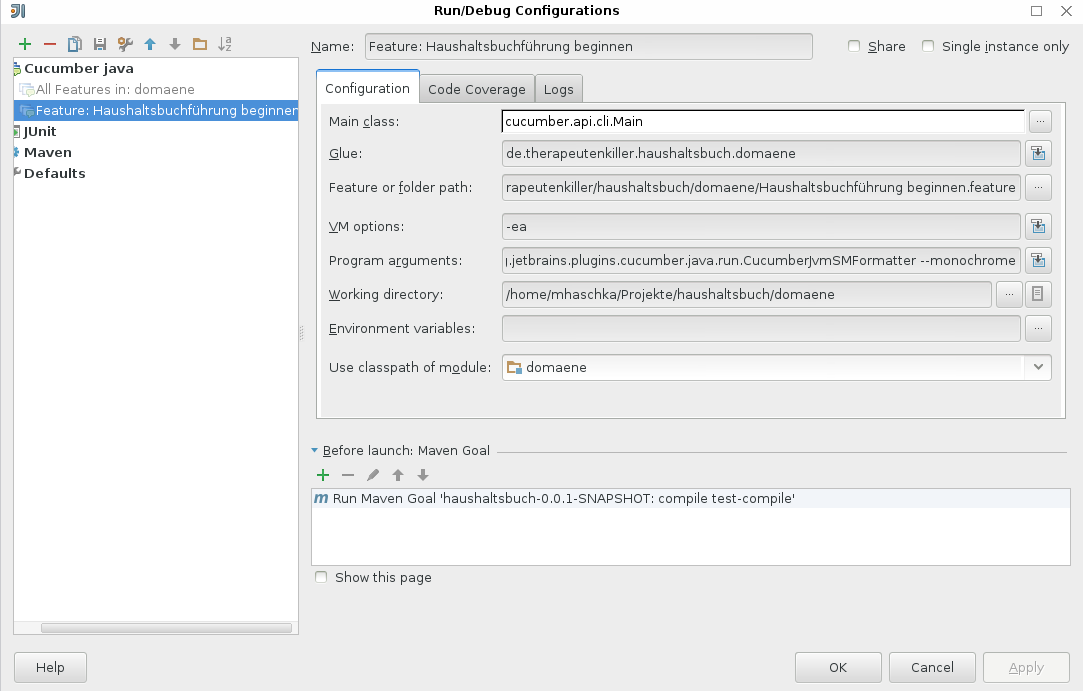 Run/Debug Configurations
Name: Feature: Haushaltsbuchführung beginnen Share Single instance only
Cucumber java
All Features in: domaene
Feature: Haushaltsbuchführung beginnen
JUnit
Maven
Defaults
Configuration Code Coverage Logs
Main class: cucumber.api.cli.Main
Glue: de.therapeutenkiller.haushaltsbuch.domaene
Feature or folder path: rapeutenkiller/haushaltsbuch/domaene/Haushaltsbuchführung beginnen.feature
VM options: -ea
Program arguments: .jetbrains.plugins.cucumber.java.run.CucumberJvmSMFormatter --monochrome
Working directory: /home/mhaschka/Projekte/haushaltsbuch/domaene
Environment variables:
Use classpath of module: domaene
Before launch: Maven Goal
Run Maven Goal 'haushaltsbuch-0.0.1-SNAPSHOT: compile test-compile'
Show this page
Help OK Cancel Apply